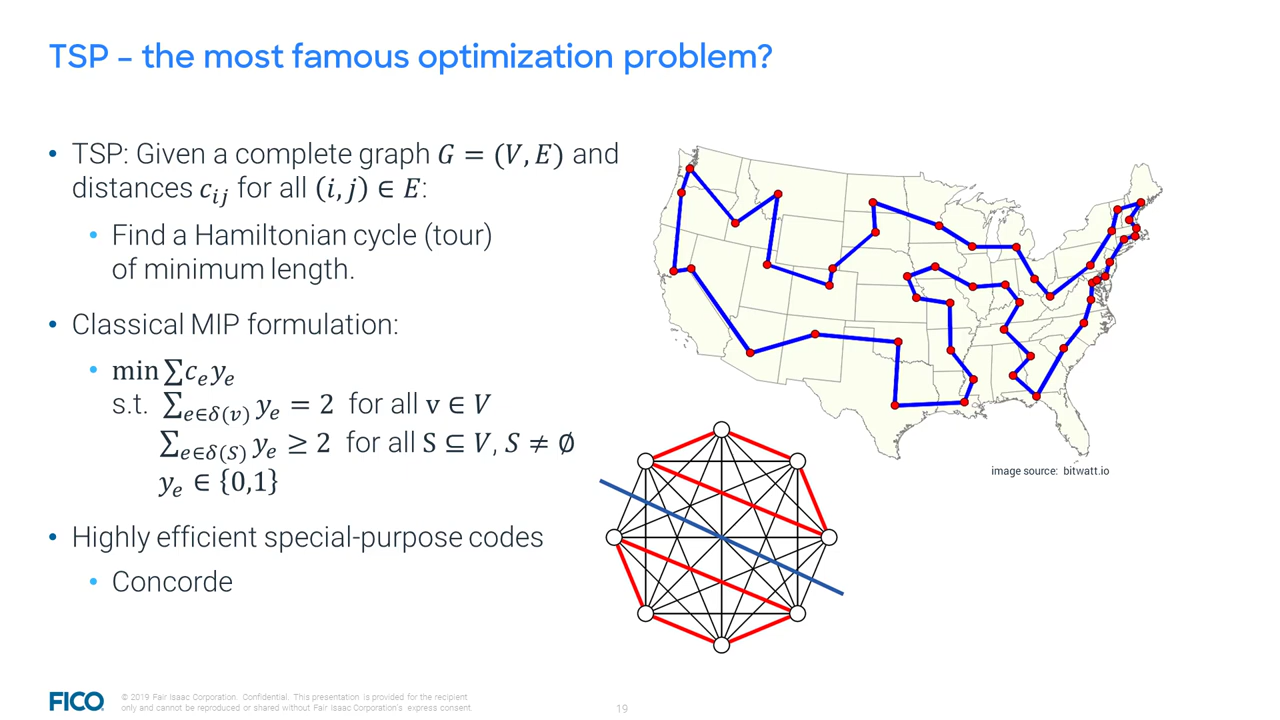 TSP – the most famous optimization problem?
• TSP: Given a complete graph G = (V, E) and
distances cᵢⱼ for all (i, j) ∈ E:
• Find a Hamiltonian cycle (tour)
of minimum length.
• Classical MIP formulation:
• min ∑cₑyₑ
s.t. ∑_{e∈δ(v)} yₑ = 2 for all v ∈ V
∑_{e∈δ(S)} yₑ ≥ 2 for all S ⊆ V, S ≠ ∅
yₑ ∈ {0,1}
• Highly efficient special-purpose codes
• Concorde
image source: bitwatt.io
FICO
© 2019 Fair Isaac Corporation. Confidential. This presentation is provided for the recipient
only and cannot be reproduced or shared without Fair Isaac Corporation's express consent.
19